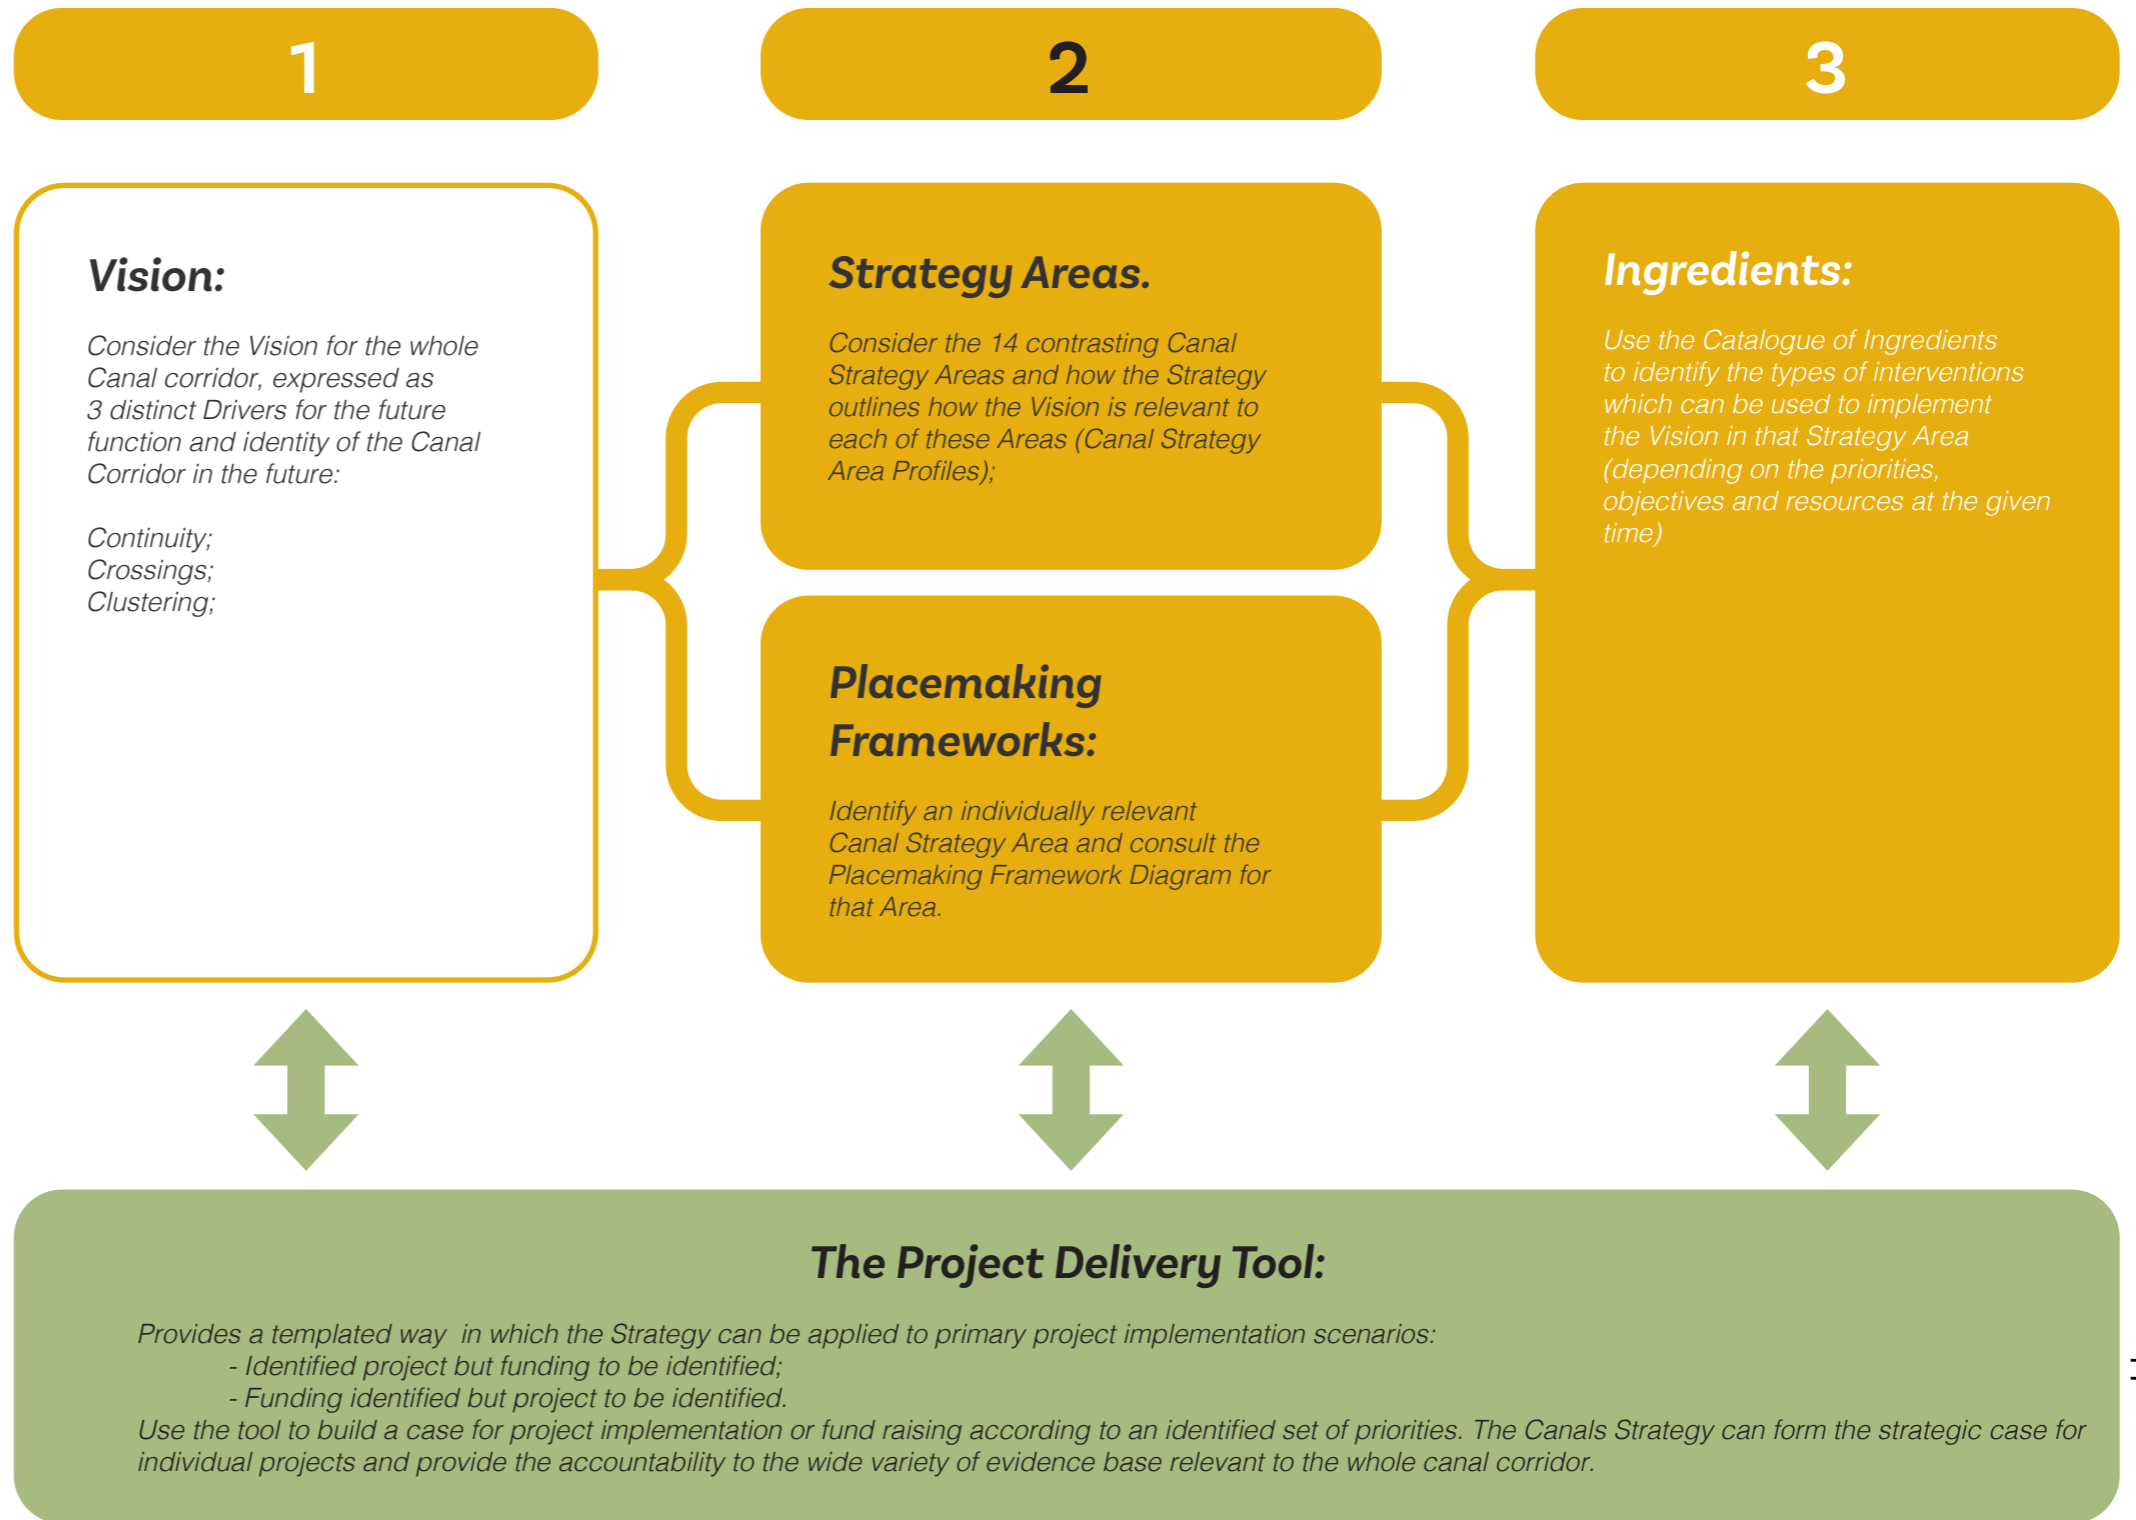 1
2
3
Vision:
Consider the Vision for the whole
Canal corridor, expressed as
3 distinct Drivers for the future
function and identity of the Canal
Corridor in the future:
Continuity;
Crossings;
Clustering;
Strategy Areas.
Consider the 14 contrasting Canal
Strategy Areas and how the Strategy
outlines how the Vision is relevant to
each of these Areas (Canal Strategy
Area Profiles);
Placemaking
Frameworks:
Identify an individually relevant
Canal Strategy Area and consult the
Placemaking Framework Diagram for
that Area.
Ingredients:
Use the Catalogue of Ingredients
to identify the types of interventions
which can be used to implement
the Vision in that Strategy Area
(depending on the priorities,
objectives and resources at the given
time)
The Project Delivery Tool:
Provides a templated way  in which the Strategy can be applied to primary project implementation scenarios:
- Identified project but funding to be identified;
- Funding identified but project to be identified.
Use the tool to build a case for project implementation or fund raising according to an identified set of priorities. The Canals Strategy can form the strategic case for
individual projects and provide the accountability to the wide variety of evidence base relevant to the whole canal corridor.